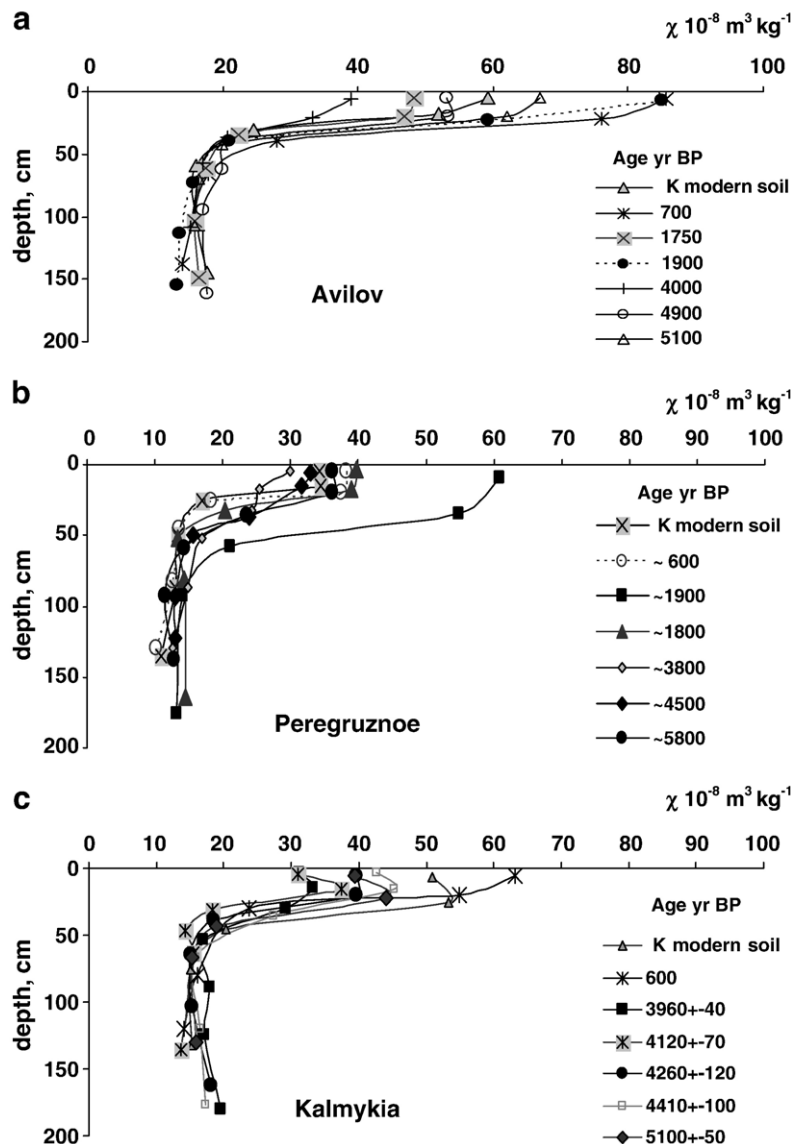 a
χ 10⁻⁸ m³ kg⁻¹
0 20 40 60 80 100
0
50
100
150
200
depth, cm
Avilov
Age yr BP
K modern soil
700
1750
1900
4000
4900
5100
b
χ 10⁻⁸ m³ kg⁻¹
0 10 20 30 40 50 60 70 80 90 100
0
50
100
150
200
depth, cm
Peregruznoe
Age yr BP
K modern soil
~ 600
~1900
~1800
~3800
~4500
~5800
c
χ 10⁻⁸ m³ kg⁻¹
0 10 20 30 40 50 60 70 80 90 100
0
50
100
150
200
depth, cm
Kalmykia
Age yr BP
K modern soil
600
3960+-40
4120+-70
4260+-120
4410+-100
5100+-50